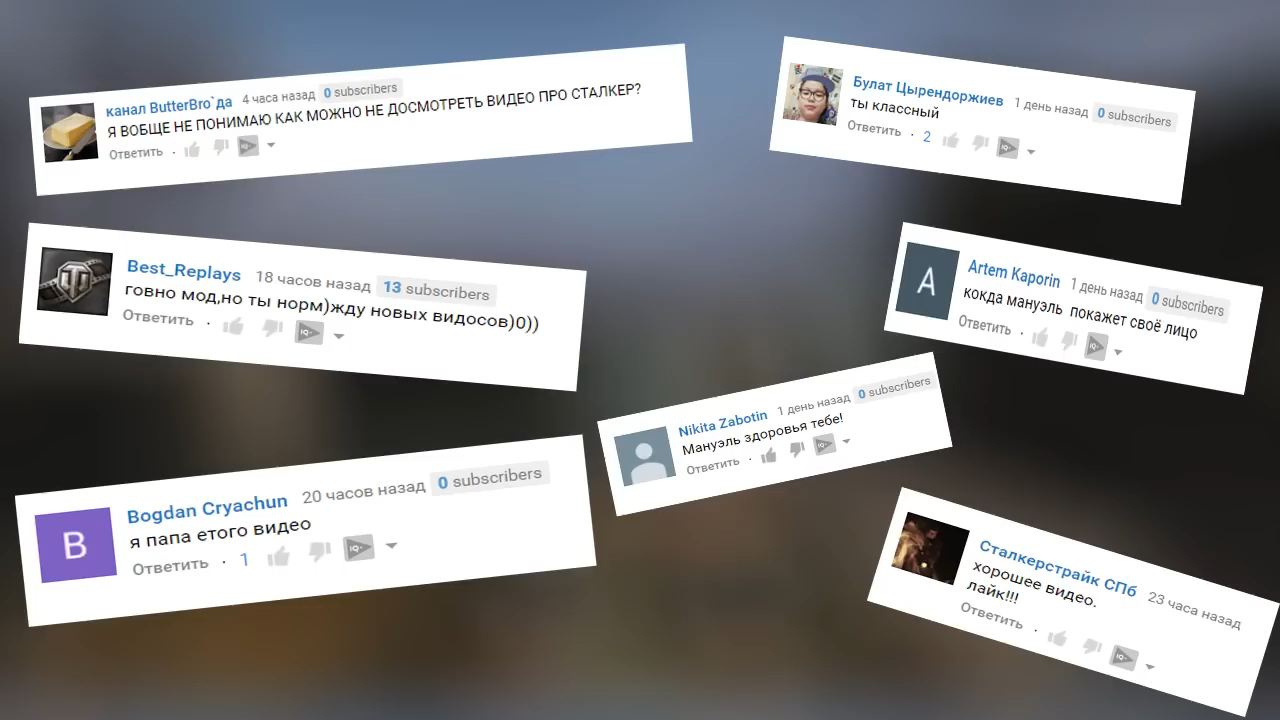 канал ButterBro`да 4 часа назад 0 subscribers
Я ВОБЩЕ НЕ ПОНИМАЮ КАК МОЖНО НЕ ДОСМОТРЕТЬ ВИДЕО ПРО СТАЛКЕР?
Ответить ·
Булат Цырендоржиев 1 день назад 0 subscribers
ты классный
Ответить · 2
Best_Replays 18 часов назад 13 subscribers
говно мод,но ты норм)жду новых видосов)0))
Ответить ·
A
Artem Kaporin 1 день назад 0 subscribers
кокда мануэль покажет своё лицо
Ответить ·
Nikita Zabotin 1 день назад 0 subscribers
Мануэль здоровья тебе!
Ответить ·
B
Bogdan Cryachun 20 часов назад 0 subscribers
я папа етого видео
Ответить · 1
Сталкерстрайк СПб 23 часа назад
хорошее видео.
лайк!!!
Ответить ·